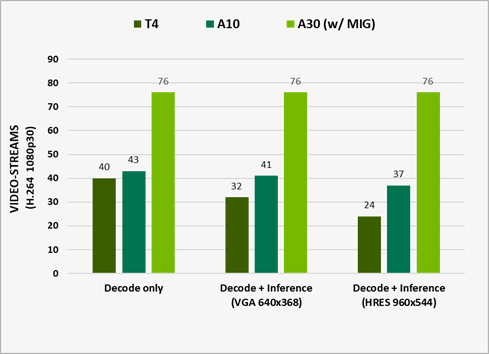 T4 A10 A30 (w/ MIG)
VIDEO-STREAMS
(H.264 1080p30)
90
80
70
60
50
40
30
20
10
0
40 43 76
32 41 76
24 37 76
Decode only
Decode + Inference
(VGA 640x368)
Decode + Inference
(HRES 960x544)